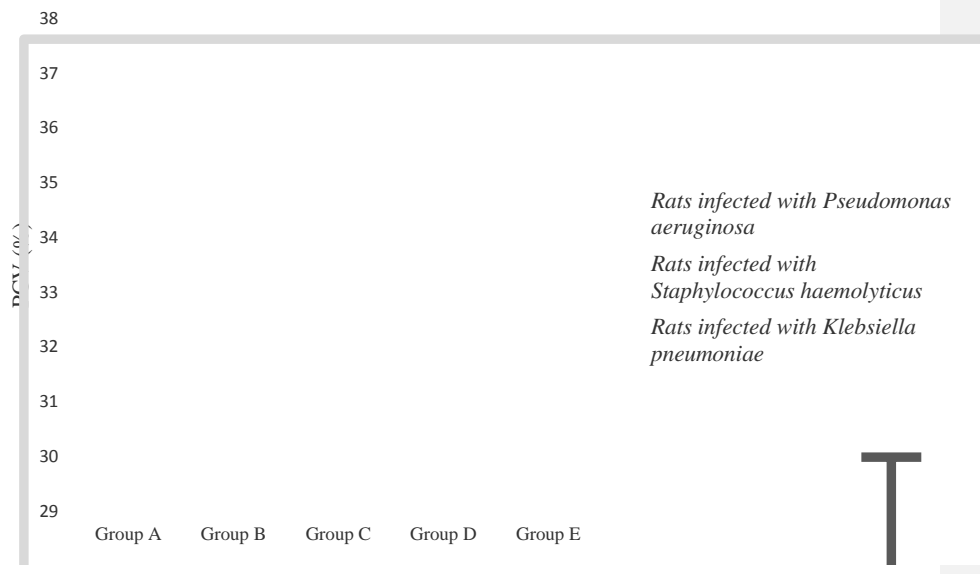 38
37
36
35
34
33
32
31
30
29
PCV (%)
Group A Group B Group C Group D Group E
Rats infected with Pseudomonas
aeruginosa
Rats infected with
Staphylococcus haemolyticus
Rats infected with Klebsiella
pneumoniae